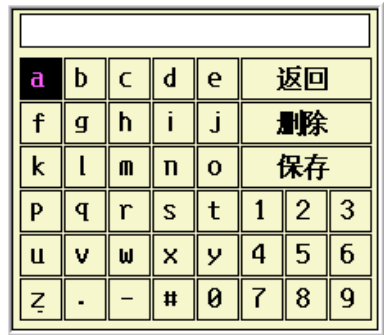 a b c d e 返回
f g h i j 删除
k l m n o 保存
p q r s t 1 2 3
u v w x y 4 5 6
z . - # 0 7 8 9